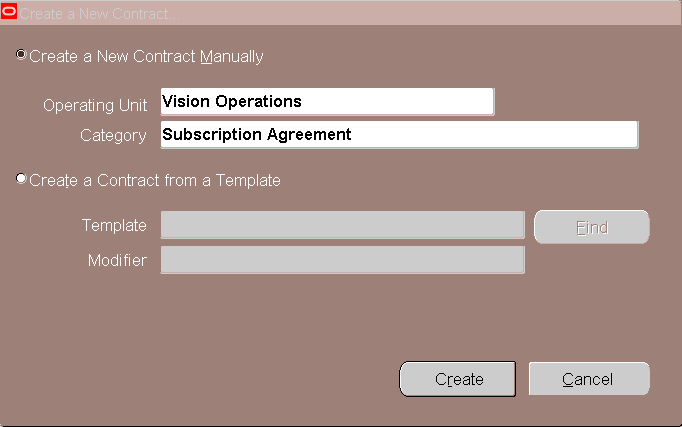 Create a New Contract
Create a New Contract Manually
Operating Unit Vision Operations
Category Subscription Agreement
Create a Contract from a Template
Template Find
Modifier
Create Cancel